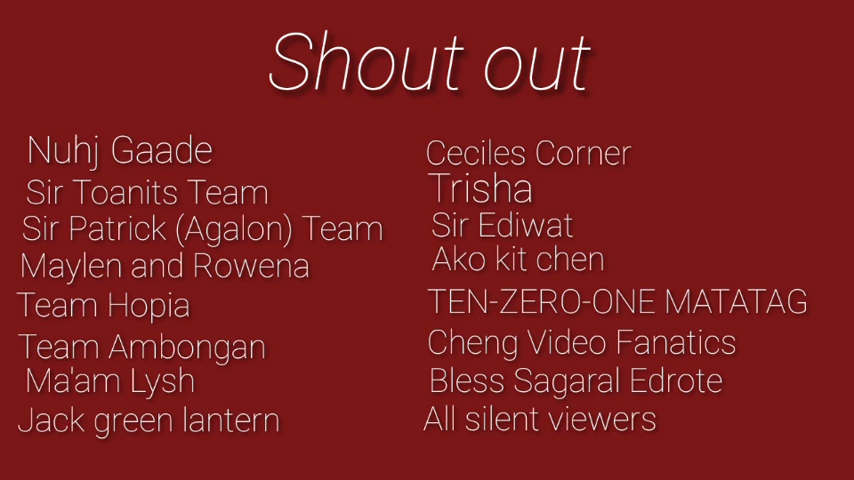 Shout out
Nuhj Gaade
Sir Toanits Team
Sir Patrick (Agalon) Team
Maylen and Rowena
Team Hopia
Team Ambongan
Ma'am Lysh
Jack green lantern
Ceciles Corner
Trisha
Sir Ediwat
Ako kit chen
TEN-ZERO-ONE MATATAG
Cheng Video Fanatics
Bless Sagaral Edrote
All silent viewers